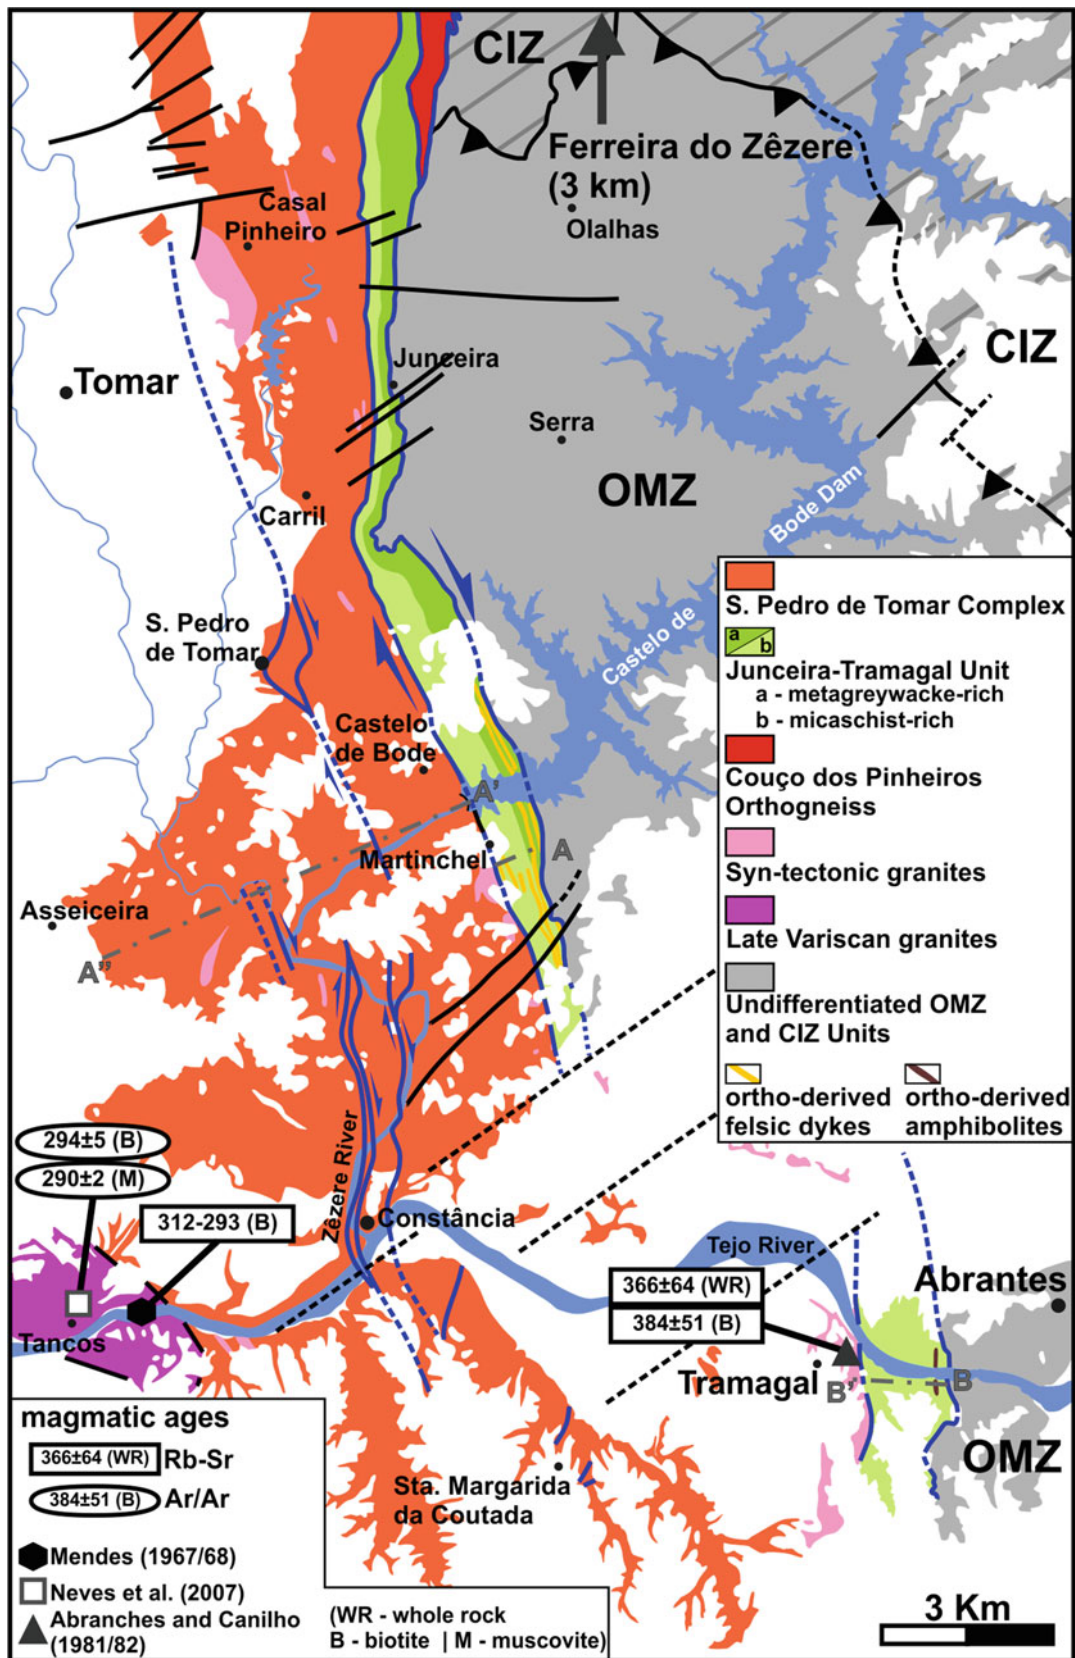 CIZ
Ferreira do Zêzere
(3 km)
Olalhas
Casal
Pinheiro
CIZ
Junceira
Tomar
Serra
OMZ
Bode Dam
Castelo de
Carril
S. Pedro
de Tomar
Castelo
de Bode
A'
Martinchel
A
Asseiceira
A"
S. Pedro de Tomar Complex
a
b
Junceira-Tramagal Unit
a - metagreywacke-rich
b - micaschist-rich
Couço dos Pinheiros
Orthogneiss
Syn-tectonic granites
Late Variscan granites
Undifferentiated OMZ
and CIZ Units
ortho-derived
felsic dykes
ortho-derived
amphibolites
294±5 (B)
290±2 (M)
312-293 (B)
Zêzere River
Constância
Tejo River
Abrantes
366±64 (WR)
384±51 (B)
Tancos
Tramagal
B'
B
OMZ
Sta. Margarida
da Coutada
magmatic ages
366±64 (WR) Rb-Sr
384±51 (B) Ar/Ar
Mendes (1967/68)
Neves et al. (2007)
Abranches and Canilho
(1981/82)
(WR - whole rock
B - biotite | M - muscovite)
3 Km